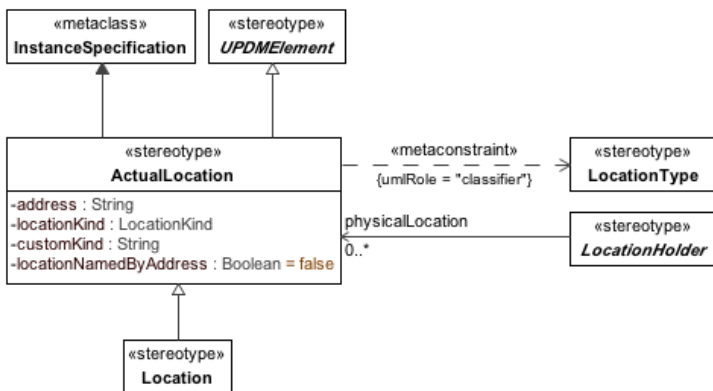 «metaclass»
InstanceSpecification
«stereotype»
UPDMElement
«stereotype»
ActualLocation
-address : String
-locationKind : LocationKind
-customKind : String
-locationNamedByAddress : Boolean = false
«metaconstraint»
{umlRole = "classifier"}
«stereotype»
LocationType
physicalLocation
0..*
«stereotype»
LocationHolder
«stereotype»
Location